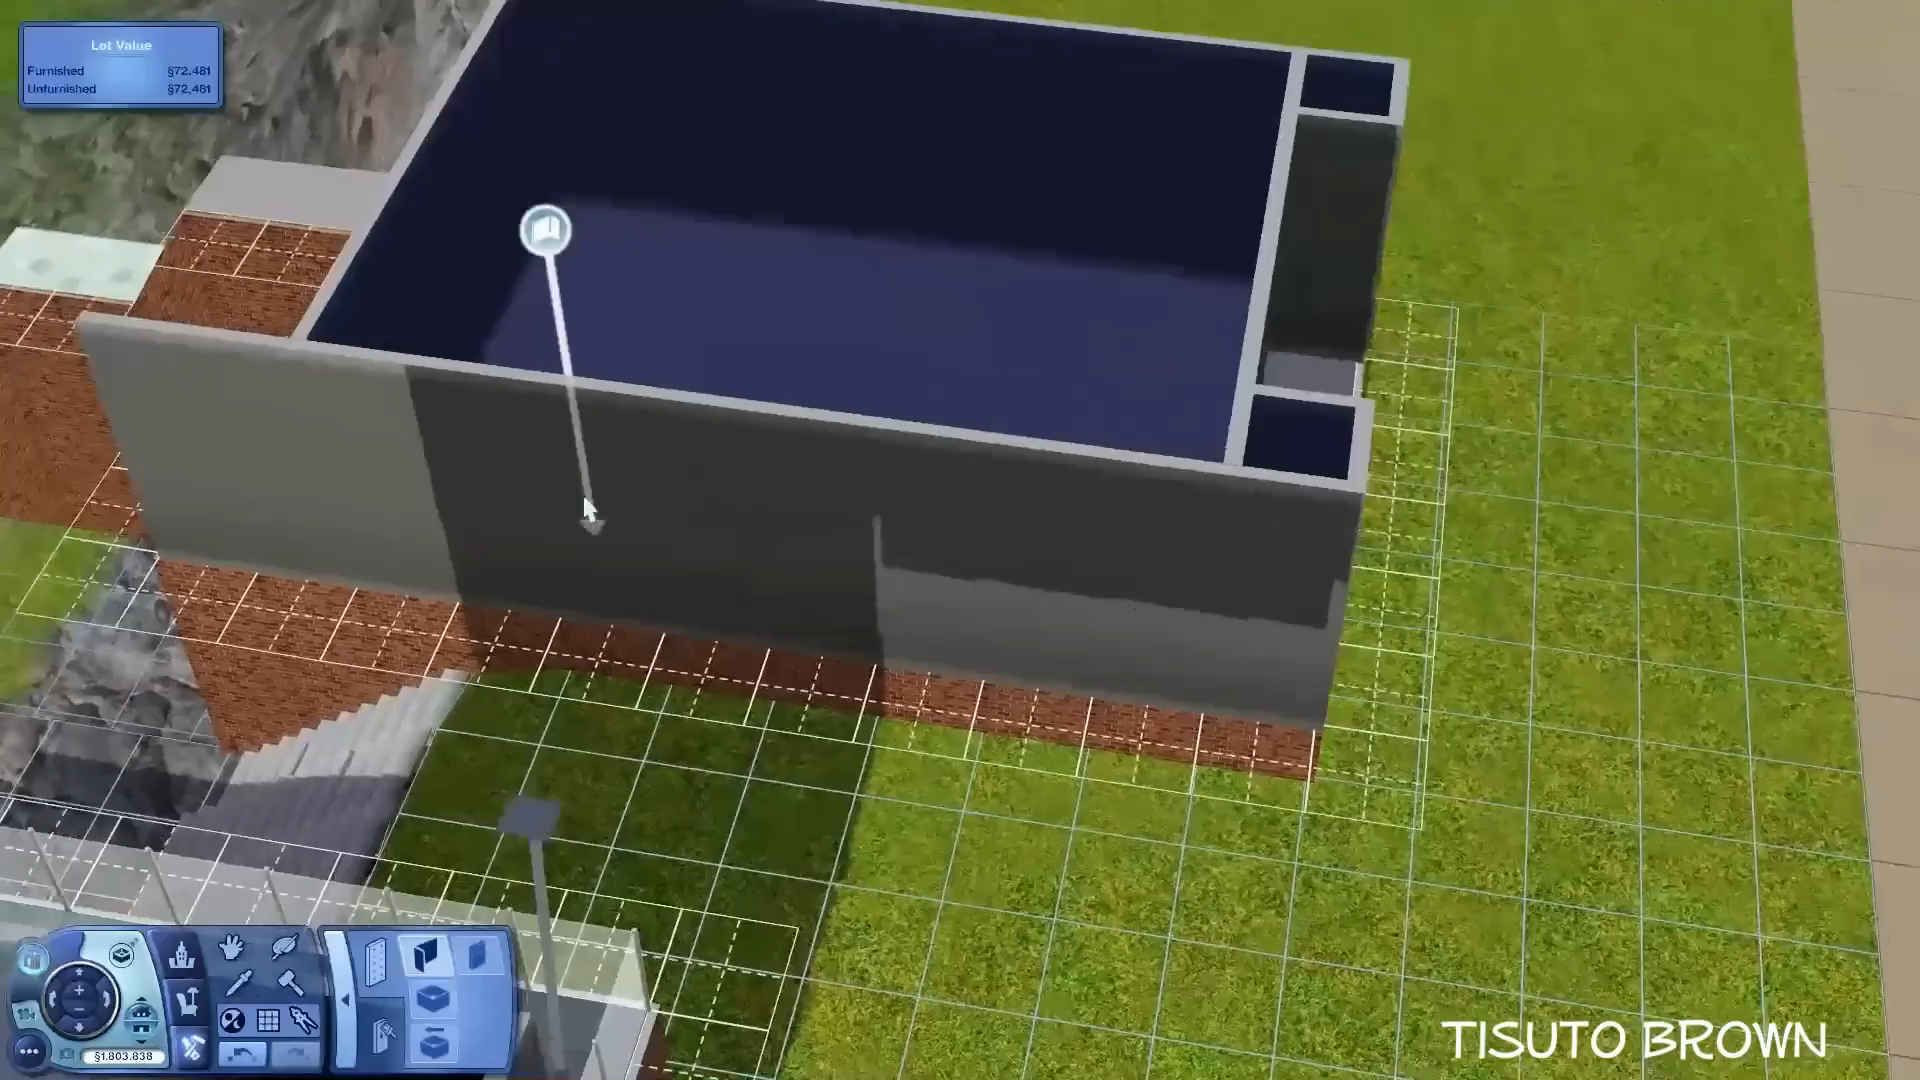 Lot Value
Furnished §72,481
Unfurnished §72,481
§1.803.838
TISUTO BROWN